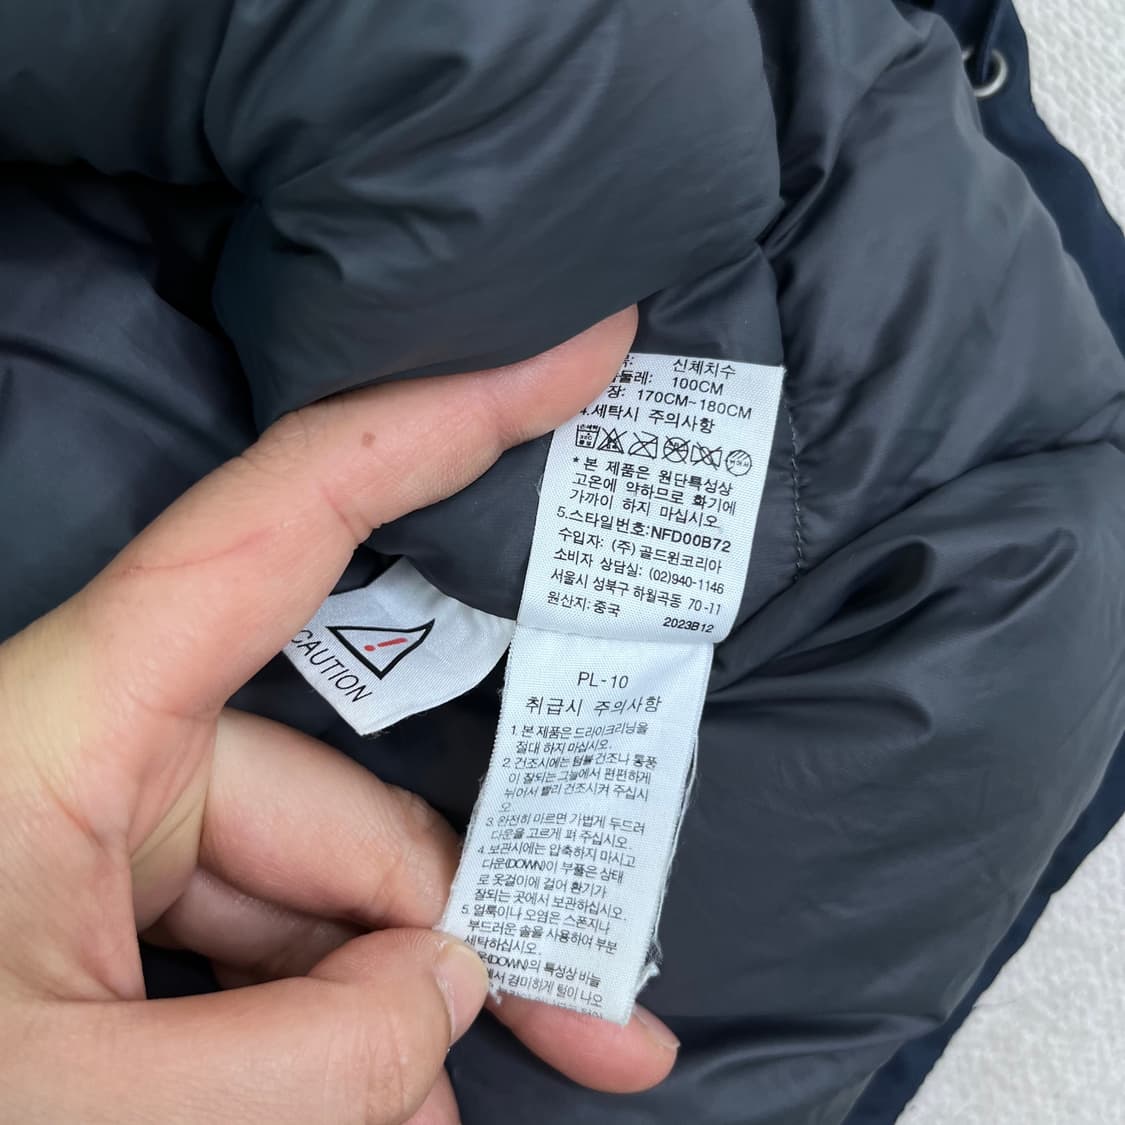 신체치수
둘레: 100CM
장: 170CM~180CM
4.세탁시 주의사항
*본 제품은 원단특성상
고온에 약하므로 화기에
가까이 하지 마십시오.
5.스타일번호:NFD00B72
수입자: (주)골드윈코리아
소비자 상담실: (02)940-1146
서울시 성북구 하월곡동 70-11
원산지:중국
2023B12
CAUTION
PL-10
취급시 주의사항
1. 본 제품은 드라이크리닝을
절대 하지 마십시오.
2. 건조시에는 텀블 건조나 통풍
이 잘되는 그늘에서 편편하게
뉘어서 빨리 건조시켜 주십시
오.
3. 완전히 마르면 가볍게 두드려
다운을 고르게 펴 주십시오.
4. 보관시에는 압축하지 마시고
다운(DOWN)이 부풀은 상태
로 옷걸이에 걸어 환기가
잘되는 곳에서 보관하십시오.
5. 얼룩이나 오염은 스폰지나
부드러운 솔을 사용하여 부분
세탁하십시오.
운(DOWN)의 특성상 바늘
에서 경미하게 털이 나오